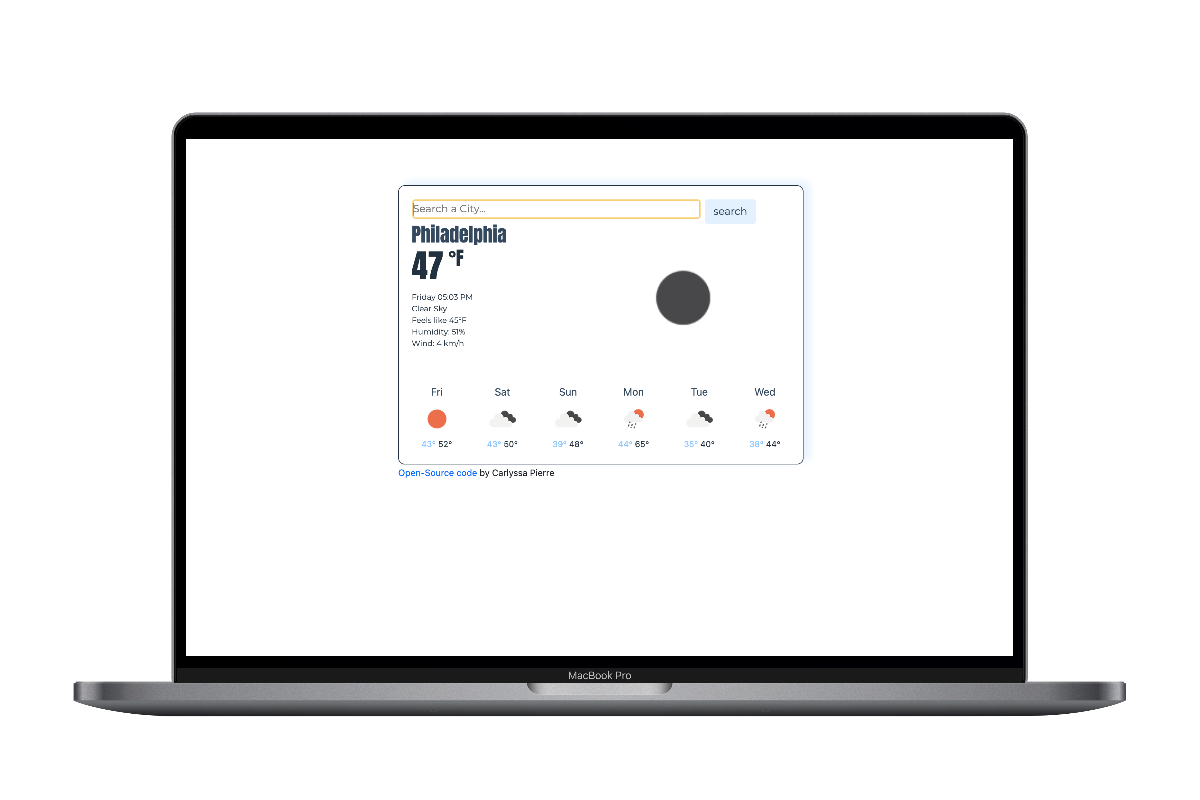 Search a City... search
Philadelphia
47 °F
Friday 05:03 PM
Clear Sky
Feels like 45°F
Humidity: 51%
Wind: 4 km/h
Fri Sat Sun Mon Tue Wed
43° 52° 43° 50° 39° 48° 44° 65° 35° 40° 38° 44°
Open-Source code by Carlyssa Pierre
MacBook Pro